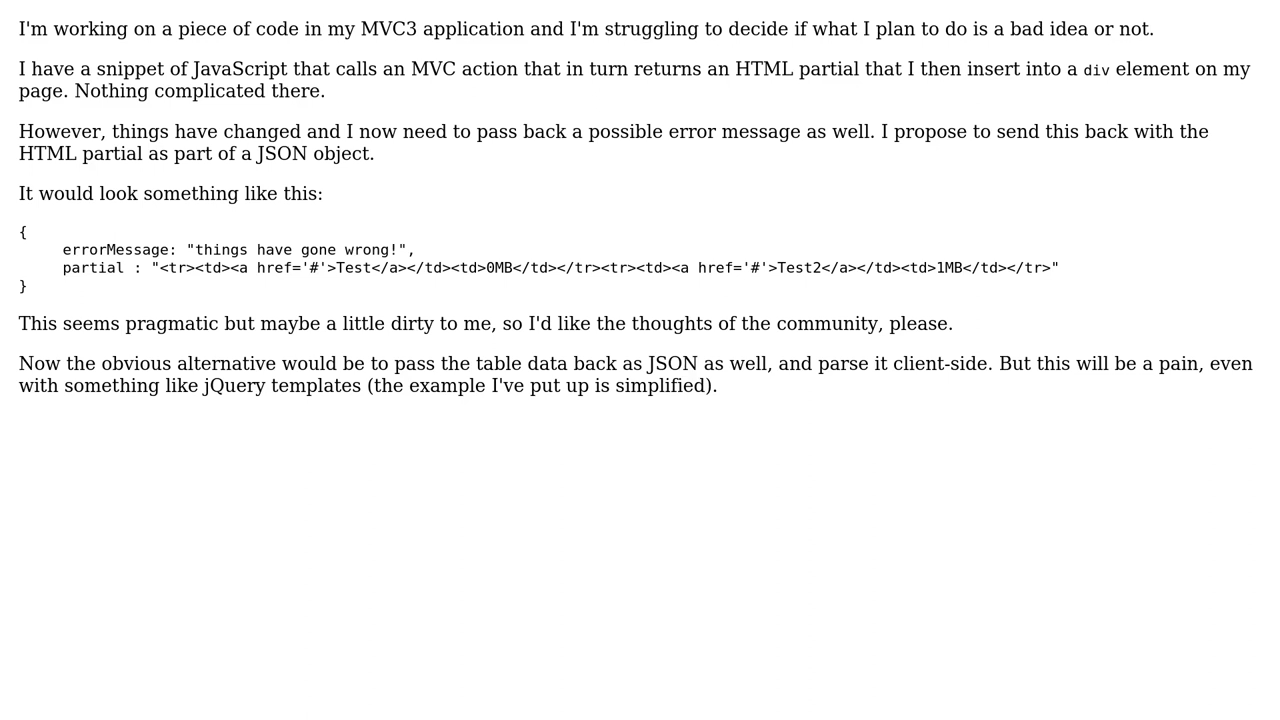 I'm working on a piece of code in my MVC3 application and I'm struggling to decide if what I plan to do is a bad idea or not.
I have a snippet of JavaScript that calls an MVC action that in turn returns an HTML partial that I then insert into a div element on my
page. Nothing complicated there.
However, things have changed and I now need to pass back a possible error message as well. I propose to send this back with the
HTML partial as part of a JSON object.
It would look something like this:
{
     errorMessage: "things have gone wrong!",
     partial : "<tr><td><a href='#'>Test</a></td><td>0MB</td></tr><tr><td><a href='#'>Test2</a></td><td>1MB</td></tr>"
}
This seems pragmatic but maybe a little dirty to me, so I'd like the thoughts of the community, please.
Now the obvious alternative would be to pass the table data back as JSON as well, and parse it client-side. But this will be a pain, even
with something like jQuery templates (the example I've put up is simplified).